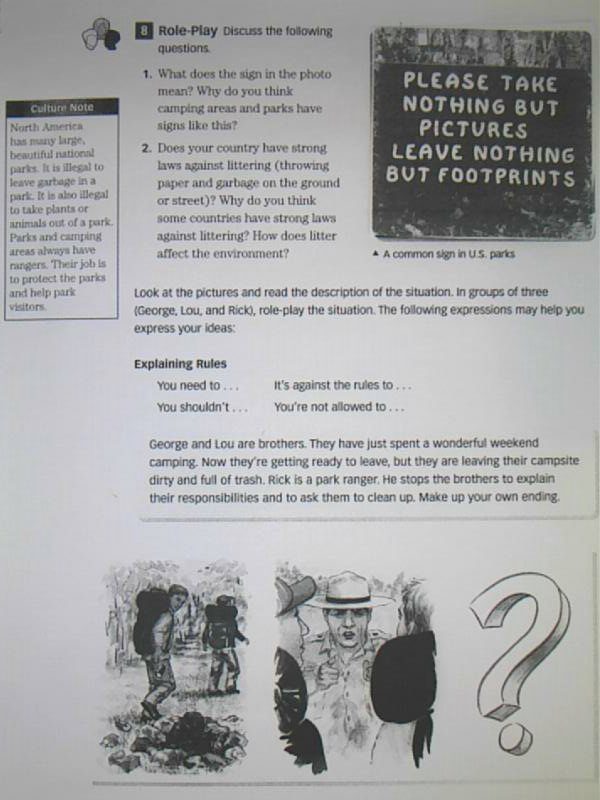 8 Role-Play Discuss the following
questions.
1. What does the sign in the photo
mean? Why do you think
camping areas and parks have
signs like this?
2. Does your country have strong
laws against littering (throwing
paper and garbage on the ground
or street)? Why do you think
some countries have strong laws
against littering? How does litter
affect the environment?
PLEASE TAKE
NOTHING BUT
PICTURES
LEAVE NOTHING
BUT FOOTPRINTS
▲ A common sign in U.S. parks
Culture Note
North America
has many large,
beautiful national
parks. It is illegal to
leave garbage in a
park. It is also illegal
to take plants or
animals out of a park.
Parks and camping
areas always have
rangers. Their job is
to protect the parks
and help park
visitors.
Look at the pictures and read the description of the situation. In groups of three
(George, Lou, and Rick), role-play the situation. The following expressions may help you
express your ideas:
Explaining Rules
You need to . . . It's against the rules to . . .
You shouldn't . . . You're not allowed to . . .
George and Lou are brothers. They have just spent a wonderful weekend
camping. Now they're getting ready to leave, but they are leaving their campsite
dirty and full of trash. Rick is a park ranger. He stops the brothers to explain
their responsibilities and to ask them to clean up. Make up your own ending.
?